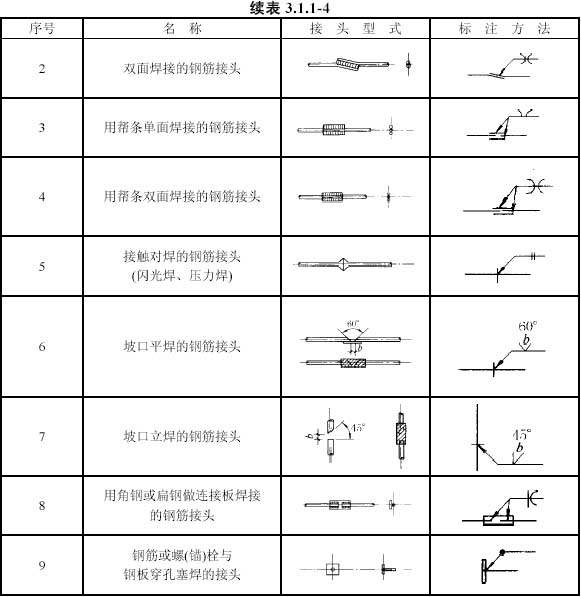 续表 3.1.1-4
序号 名 称 接 头 型 式 标 注 方 法
2 双面焊接的钢筋接头
3 用帮条单面焊接的钢筋接头
4 用帮条双面焊接的钢筋接头
5 接触对焊的钢筋接头
(闪光焊、压力焊)
6 坡口平焊的钢筋接头 60° b 60° b
7 坡口立焊的钢筋接头 b 45° 45° b
8 用角钢或扁钢做连接板焊接
的钢筋接头
9 钢筋或螺(锚)栓与
钢板穿孔塞焊的接头